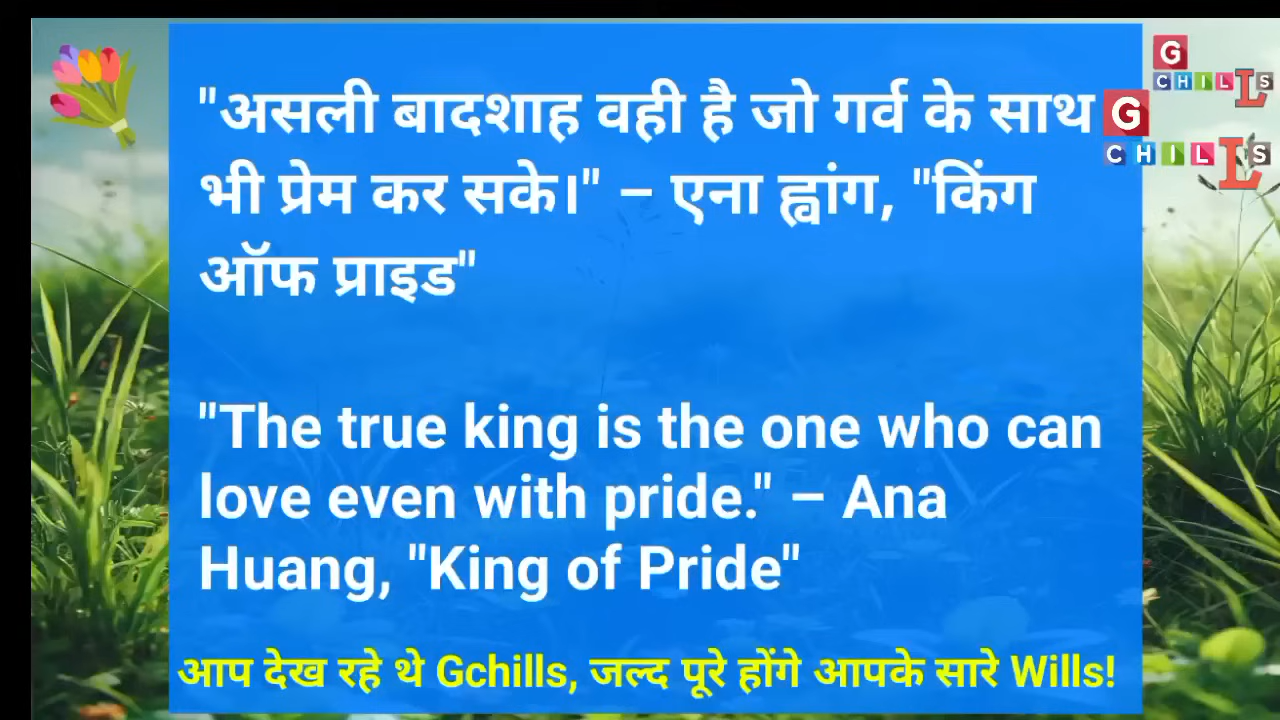 "असली बादशाह वही है जो गर्व के साथ
भी प्रेम कर सके।" – एना ह्वांग, "किंग
ऑफ प्राइड"
"The true king is the one who can
love even with pride." – Ana
Huang, "King of Pride"
आप देख रहे थे Gchills, जल्द पूरे होंगे आपके सारे Wills!
G
CHILLS
G
CHILLS